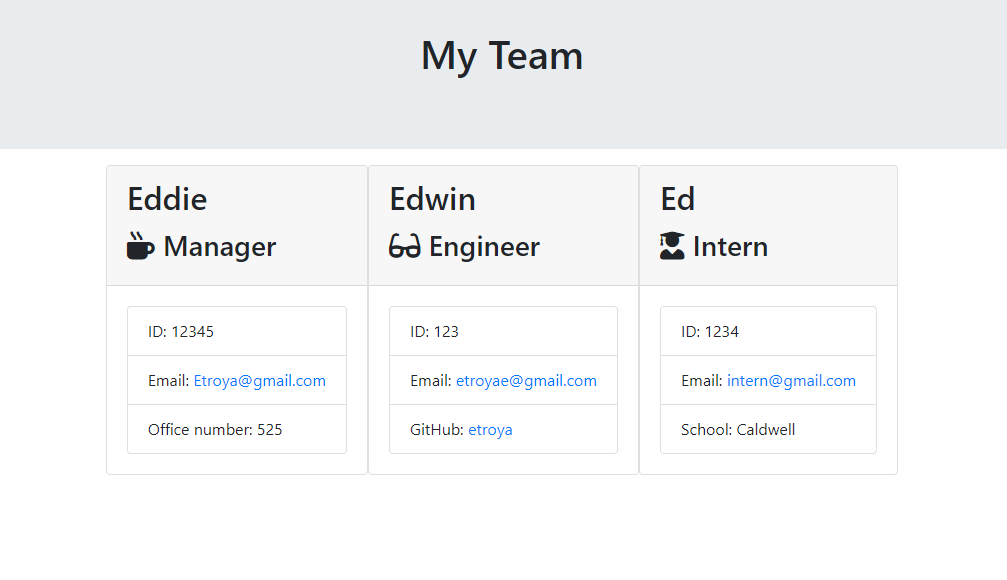 My Team
Eddie
Manager
ID: 12345
Email: Etroya@gmail.com
Office number: 525
Edwin
Engineer
ID: 123
Email: etroyae@gmail.com
GitHub: etroya
Ed
Intern
ID: 1234
Email: intern@gmail.com
School: Caldwell